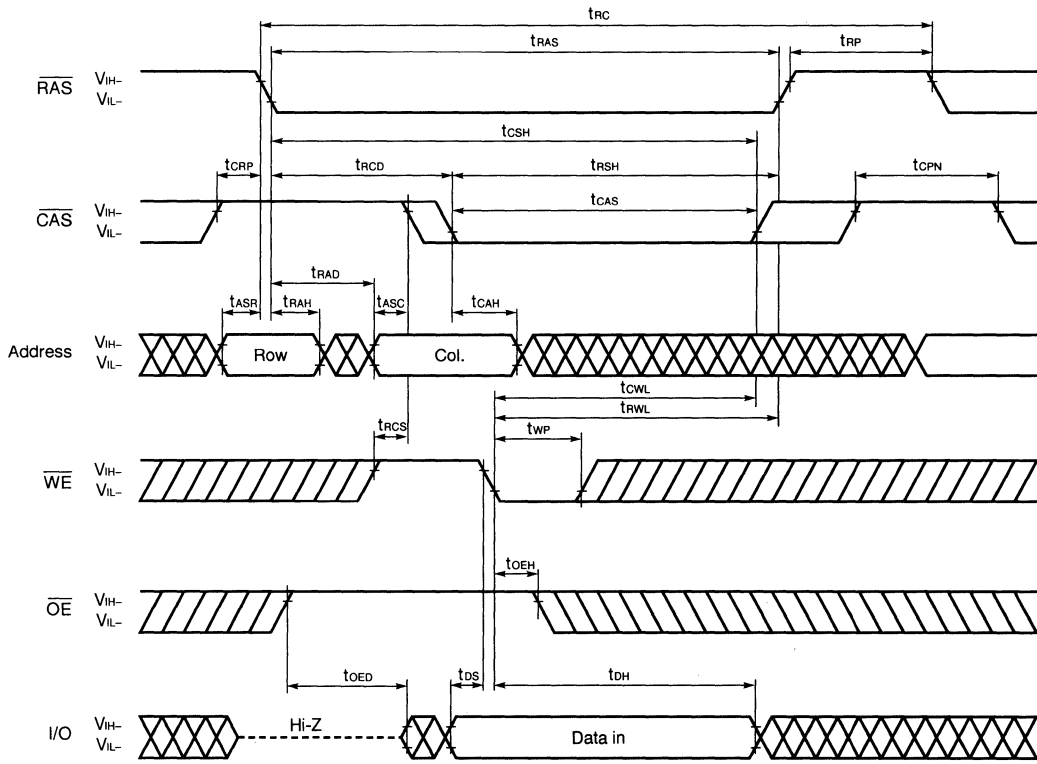 tRC
tRAS
tRP
RAS
VIH–
VIL–
tCSH
tCRP
tRCD
tRSH
tCPN
CAS
VIH–
VIL–
tCAS
tRAD
tASR
tRAH
tASC
tCAH
Address
VIH–
VIL–
Row
Col.
tCWL
tRWL
tRCS
tWP
WE
VIH–
VIL–
tOEH
OE
VIH–
VIL–
tOED
tDS
tDH
I/O
VIH–
VIL–
Hi-Z
Data in